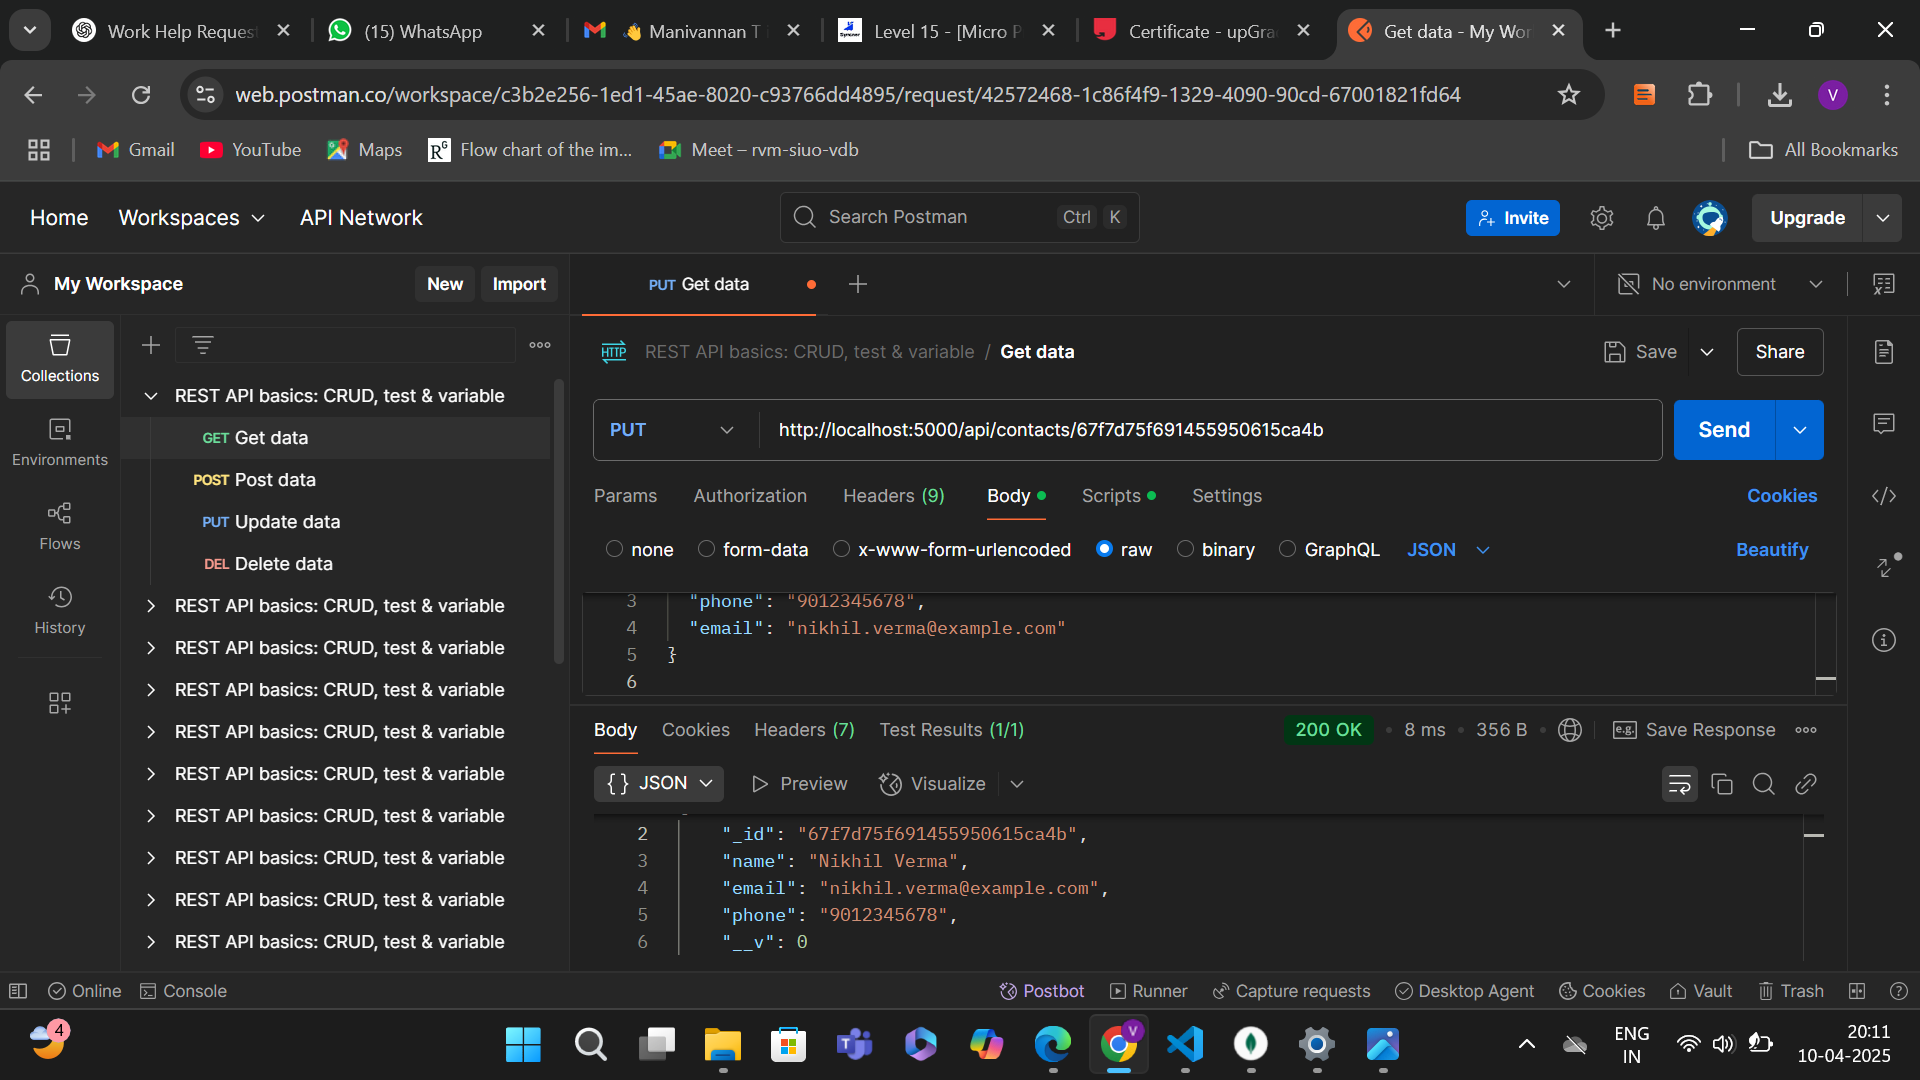 Work Help Reques
(15) WhatsApp
👋 Manivannan T i
Level 15 - [Micro P
Certificate - upGra
Get data - My Wor
web.postman.co/workspace/c3b2e256-1ed1-45ae-8020-c93766dd4895/request/42572468-1c86f4f9-1329-4090-90cd-67001821fd64
V
Gmail
YouTube
Maps
Flow chart of the im...
Meet – rvm-siuo-vdb
All Bookmarks
Home
Workspaces
API Network
Search Postman
Ctrl K
Invite
Upgrade
My Workspace
New
Import
PUT Get data
No environment
Collections
Environments
Flows
History
REST API basics: CRUD, test & variable
GET Get data
POST Post data
PUT Update data
DEL Delete data
REST API basics: CRUD, test & variable
REST API basics: CRUD, test & variable
REST API basics: CRUD, test & variable
REST API basics: CRUD, test & variable
REST API basics: CRUD, test & variable
REST API basics: CRUD, test & variable
REST API basics: CRUD, test & variable
REST API basics: CRUD, test & variable
REST API basics: CRUD, test & variable
HTTP
REST API basics: CRUD, test & variable / Get data
Save
Share
PUT
http://localhost:5000/api/contacts/67f7d75f691455950615ca4b
Send
Params
Authorization
Headers (9)
Body
Scripts
Settings
Cookies
none
form-data
x-www-form-urlencoded
raw
binary
GraphQL
JSON
Beautify
3 "phone": "9012345678",
4 "email": "nikhil.verma@example.com"
5 }
6
Body
Cookies
Headers (7)
Test Results (1/1)
200 OK
8 ms
356 B
e.g. Save Response
{} JSON
Preview
Visualize
2 "_id": "67f7d75f691455950615ca4b",
3 "name": "Nikhil Verma",
4 "email": "nikhil.verma@example.com",
5 "phone": "9012345678",
6 "__v": 0
Online
Console
Postbot
Runner
Capture requests
Desktop Agent
Cookies
Vault
Trash
4
V
ENG
IN
20:11
10-04-2025